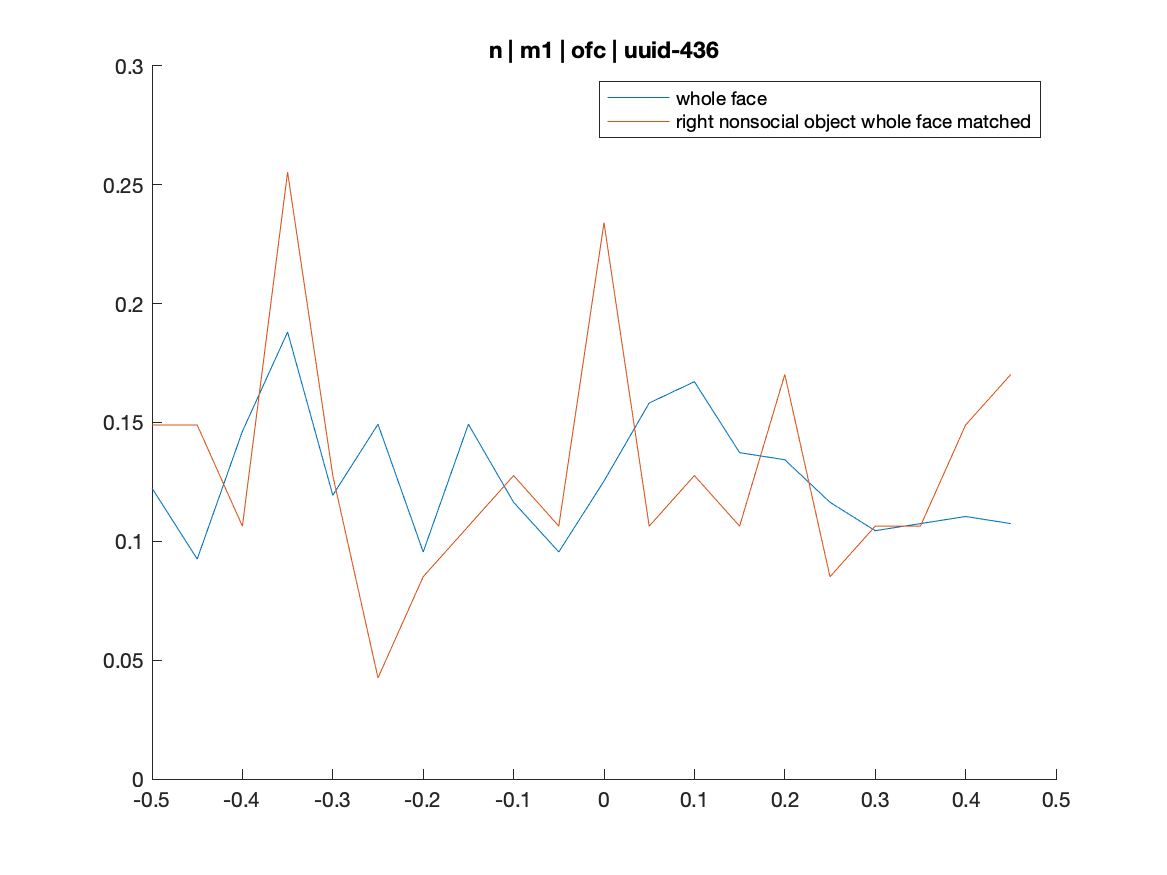 n | m1 | ofc | uuid-436
0.3
whole face
right nonsocial object whole face matched
0.25
0.2
0.15
0.1
0.05
0
-0.5 -0.4 -0.3 -0.2 -0.1 0 0.1 0.2 0.3 0.4 0.5